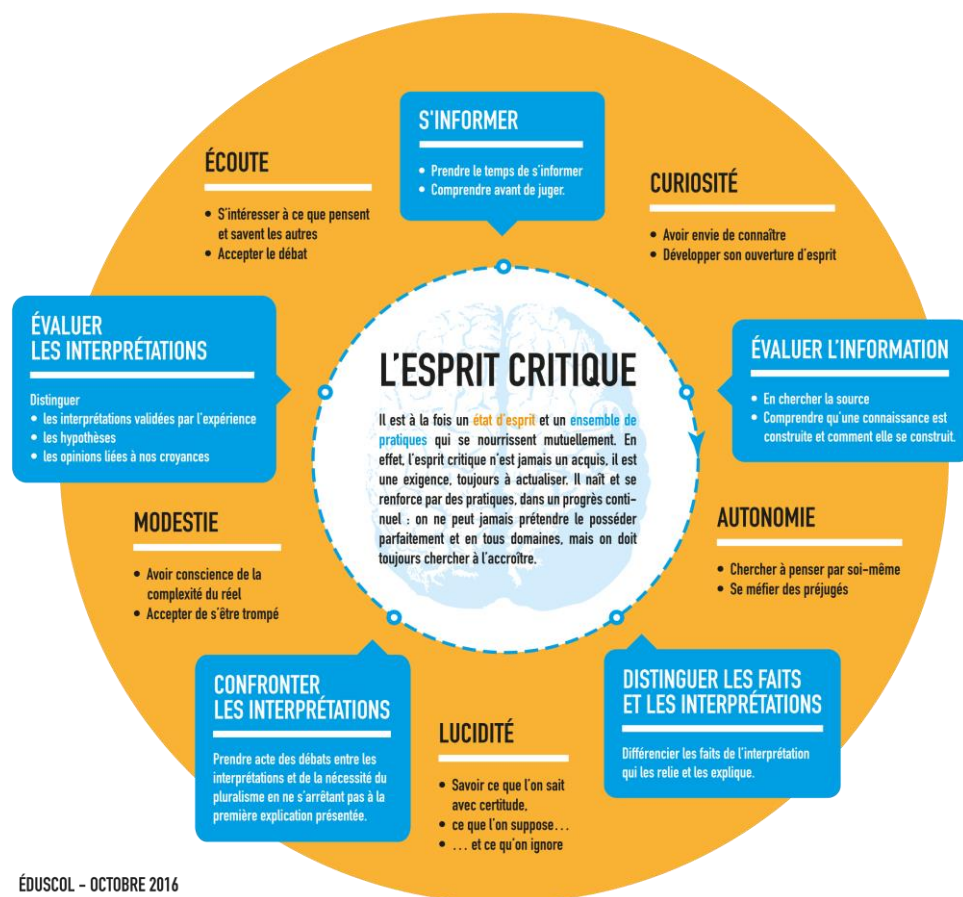 S'INFORMER
• Prendre le temps de s'informer
• Comprendre avant de juger.
ÉCOUTE
• S'intéresser à ce que pensent
et savent les autres
• Accepter le débat
CURIOSITÉ
• Avoir envie de connaître
• Développer son ouverture d'esprit
ÉVALUER
LES INTERPRÉTATIONS
Distinguer
• les interprétations validées par l'expérience
• les hypothèses
• les opinions liées à nos croyances
L'ESPRIT CRITIQUE
Il est à la fois un état d'esprit et un ensemble de
pratiques qui se nourrissent mutuellement. En
effet, l'esprit critique n'est jamais un acquis, il est
une exigence, toujours à actualiser. Il naît et se
renforce par des pratiques, dans un progrès conti-
nuel : on ne peut jamais prétendre le posséder
parfaitement et en tous domaines, mais on doit
toujours chercher à l'accroître.
ÉVALUER L'INFORMATION
• En chercher la source
• Comprendre qu'une connaissance est
construite et comment elle se construit.
MODESTIE
• Avoir conscience de la
complexité du réel
• Accepter de s'être trompé
AUTONOMIE
• Chercher à penser par soi-même
• Se méfier des préjugés
CONFRONTER
LES INTERPRÉTATIONS
Prendre acte des débats entre les
interprétations et de la nécessité du
pluralisme en ne s'arrêtant pas à la
première explication présentée.
LUCIDITÉ
• Savoir ce que l'on sait
avec certitude,
• ce que l'on suppose...
• ... et ce qu'on ignore
DISTINGUER LES FAITS
ET LES INTERPRÉTATIONS
Différencier les faits de l'interprétation
qui les relie et les explique.
ÉDUSCOL - OCTOBRE 2016